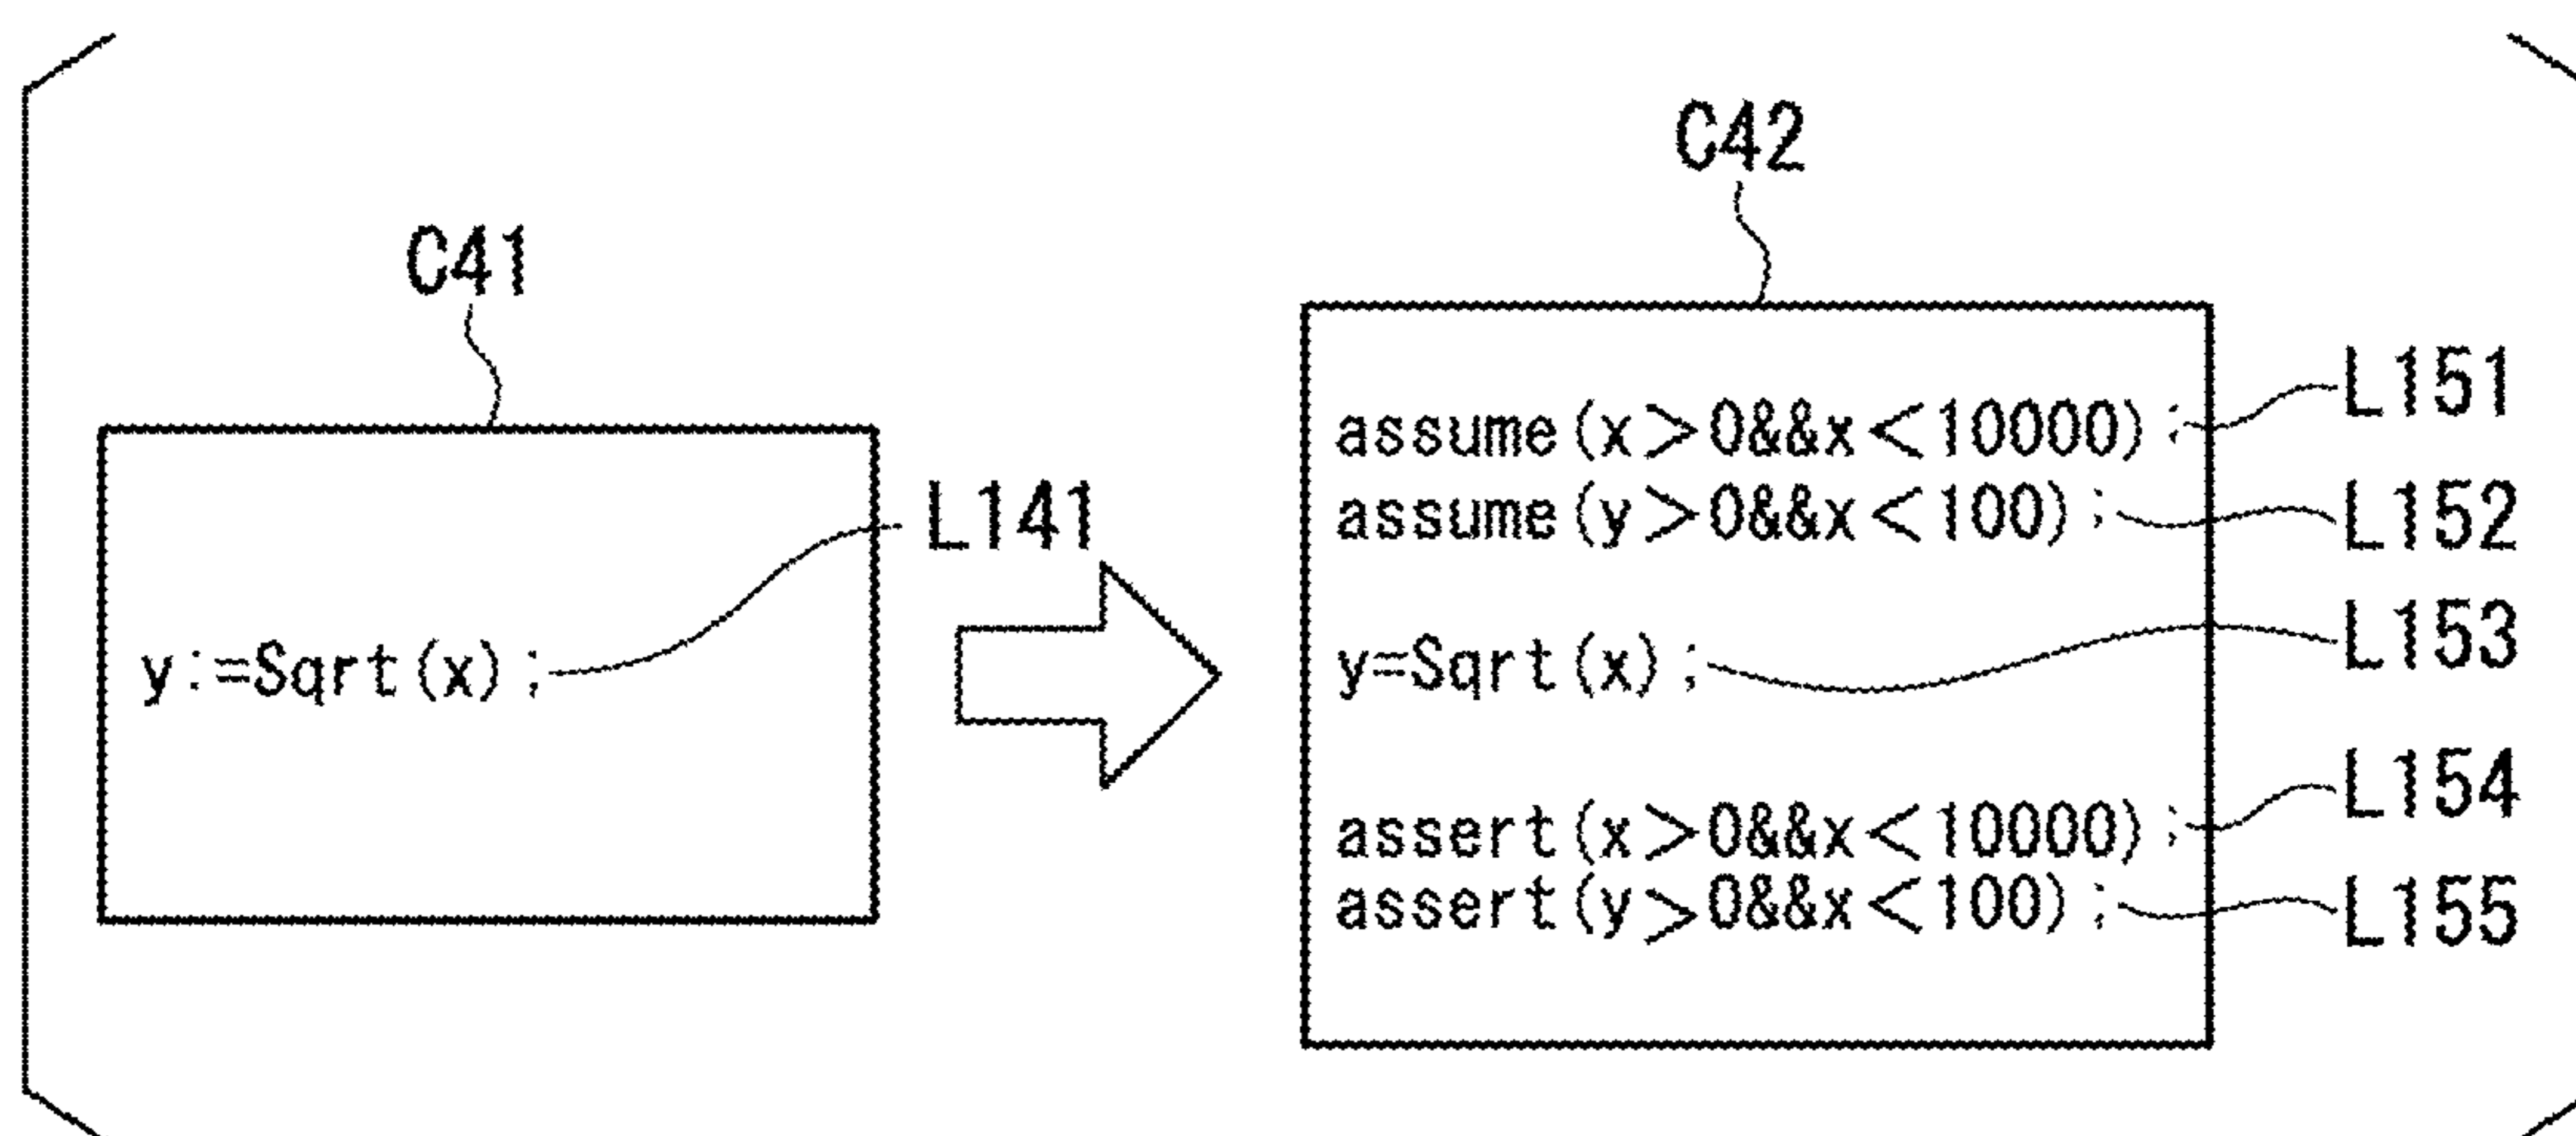 C41
L141
y:=Sqrt(x);
C42
assume(x>0&&x<10000); L151
assume(y>0&&x<100); L152
y=Sqrt(x); L153
assert(x>0&&x<10000); L154
assert(y>0&&x<100); L155